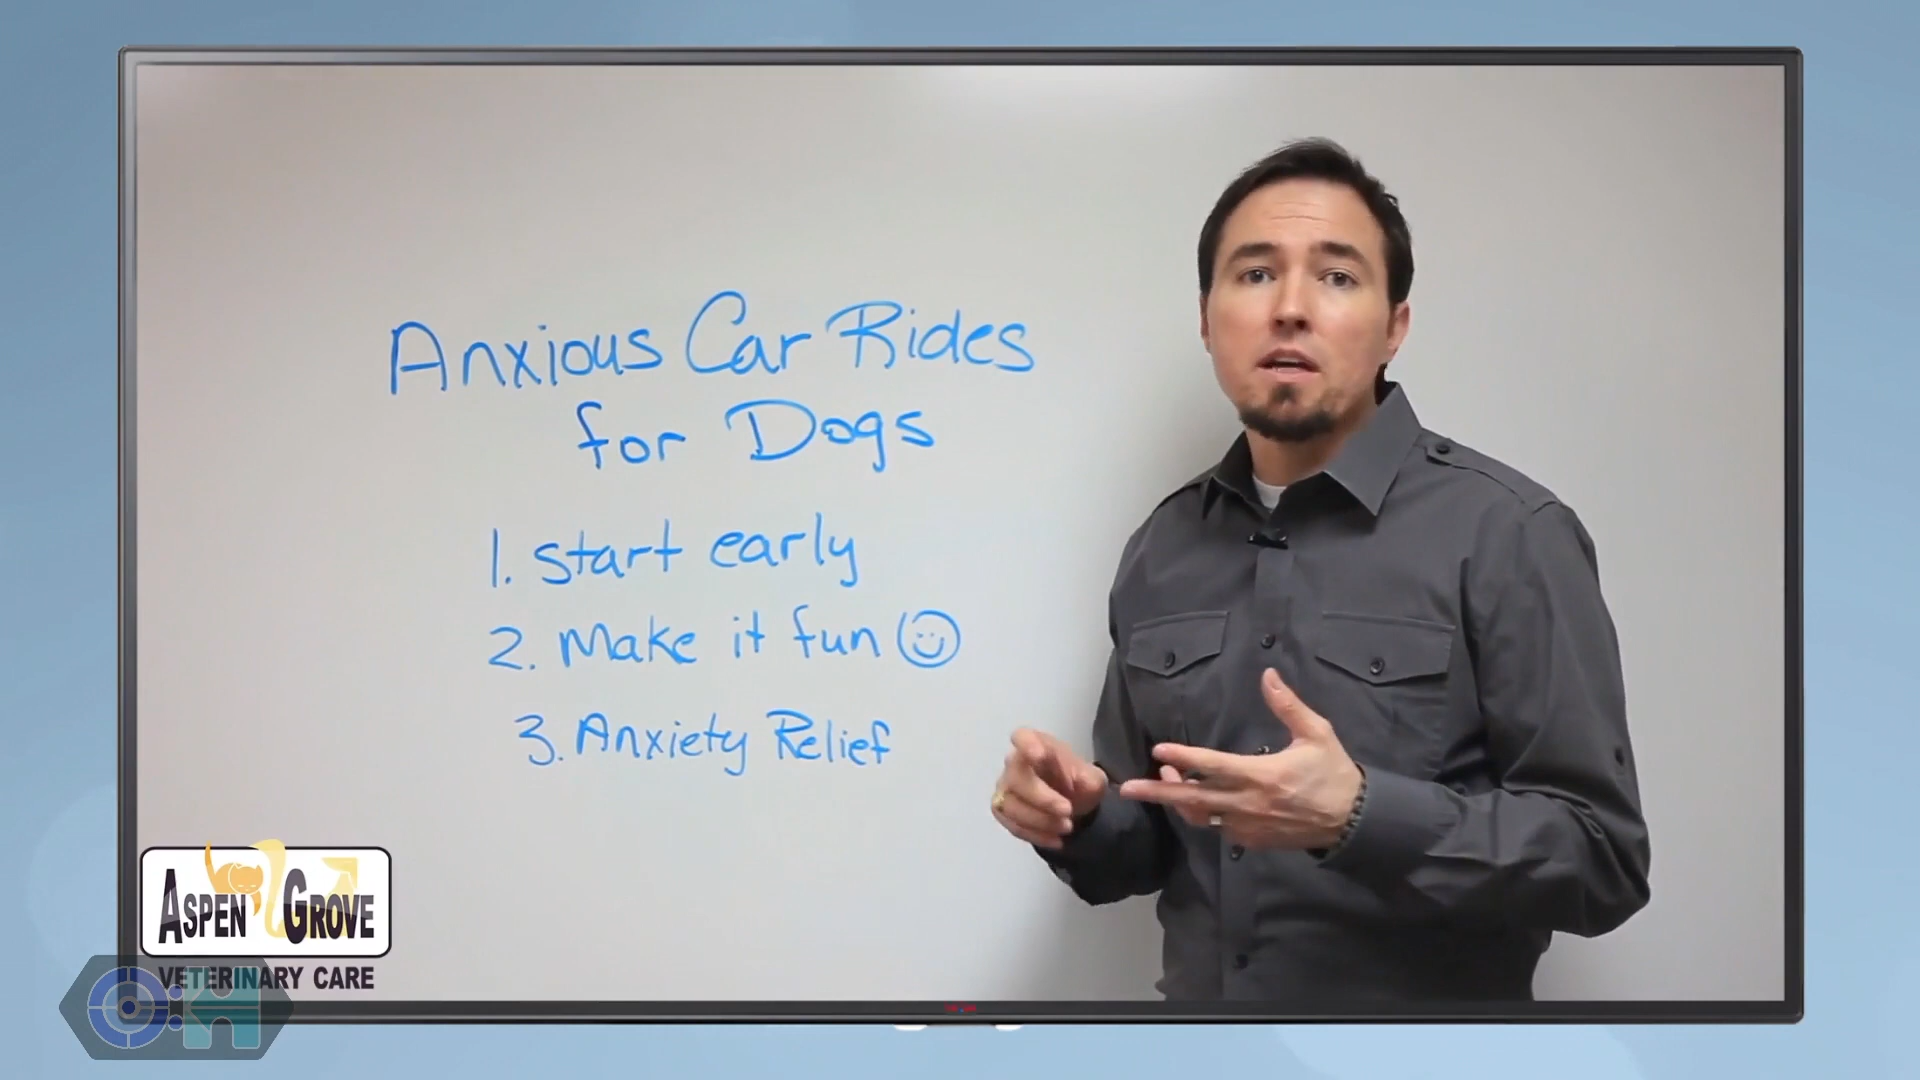 Anxious Car Rides
for Dogs
1. start early
2. Make it fun
3. Anxiety Relief
ASPEN GROVE
VETERINARY CARE